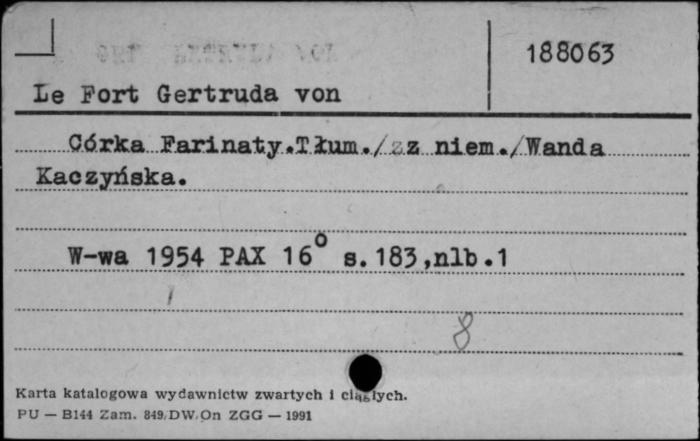 188063
Le Fort Gertruda von
Córka Farinaty.Tłum./z z niem./Wanda
Kaczyńska.
W-wa 1954 PAX 16° s.183,nlb.1
8
Karta katalogowa wydawnictw zwartych i ciągłych.
PU — B144 Zam. 849/DW/On ZGG — 1991